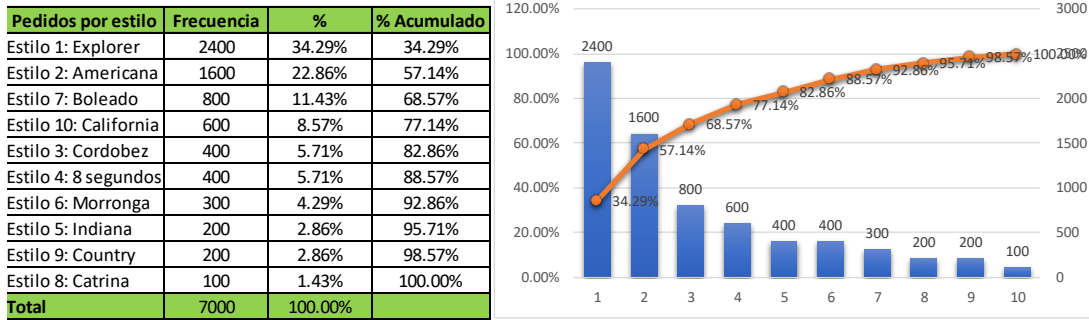 Pedidos por estilo Frecuencia % % Acumulado
Estilo 1: Explorer 2400 34.29% 34.29%
Estilo 2: Americana 1600 22.86% 57.14%
Estilo 7: Boleado 800 11.43% 68.57%
Estilo 10: California 600 8.57% 77.14%
Estilo 3: Cordobez 400 5.71% 82.86%
Estilo 4: 8 segundos 400 5.71% 88.57%
Estilo 6: Morronga 300 4.29% 92.86%
Estilo 5: Indiana 200 2.86% 95.71%
Estilo 9: Country 200 2.86% 98.57%
Estilo 8: Catrina 100 1.43% 100.00%
Total 7000 100.00%
120.00%
100.00%
80.00%
60.00%
40.00%
20.00%
0.00%
2400
1600
800
600
400
400
300
200
200
100
34.29%
57.14%
68.57%
77.14%
82.86%
88.57%
92.86%
95.71%
98.57%
100.00%
3000
2500
2000
1500
1000
500
0
1 2 3 4 5 6 7 8 9 10